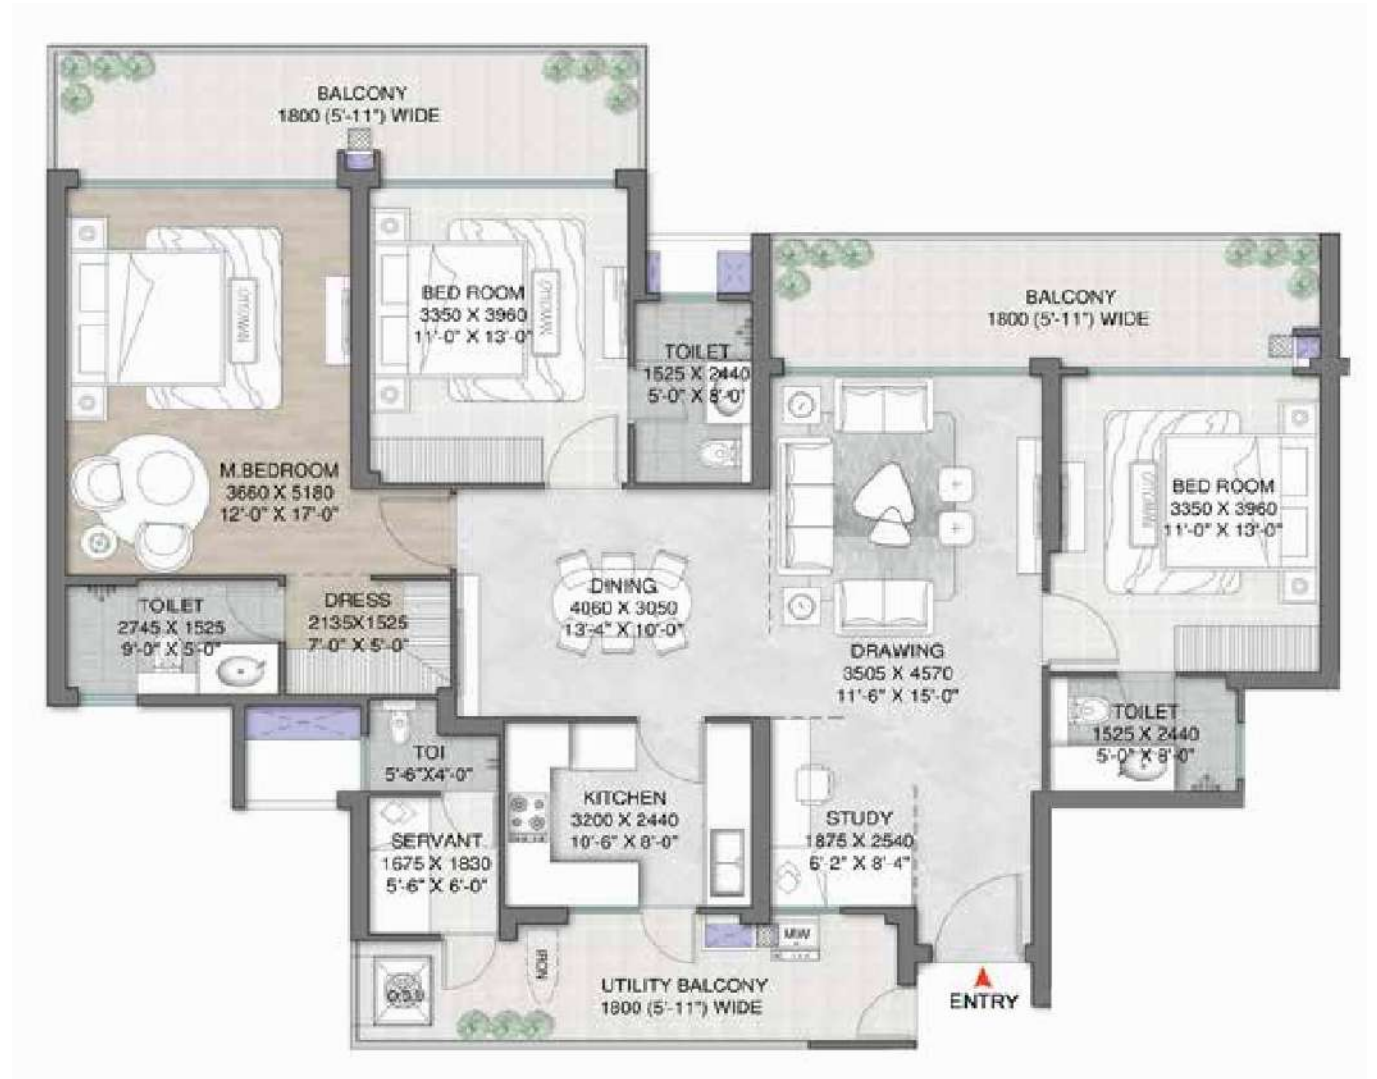 BALCONY
1800 (5'-11") WIDE
BALCONY
1800 (5'-11") WIDE
OTTOMAN
BED ROOM
3350 X 3960
11'-0" X 13'-0"
OTTOMAN
TOILET
1525 X 2440
5'-0" X 8'-0"
M.BEDROOM
3660 X 5180
12'-0" X 17'-0"
BED ROOM
3350 X 3960
11'-0" X 13'-0"
OTTOMAN
TOILET
2745 X 1525
9'-0" X 5'-0"
DRESS
2135X1525
7'-0" X 5'-0"
DINING
4060 X 3050
13'-4" X 10'-0"
DRAWING
3505 X 4570
11'-6" X 15'-0"
TOILET
1525 X 2440
5'-0" X 8'-0"
TOI
5'-6"X4'-0"
KITCHEN
3200 X 2440
10'-6" X 8'-0"
STUDY
1875 X 2540
6'-2" X 8'-4"
SERVANT
1675 X 1830
5'-6" X 6'-0"
M/W
IRON
UTILITY BALCONY
1800 (5'-11") WIDE
ENTRY